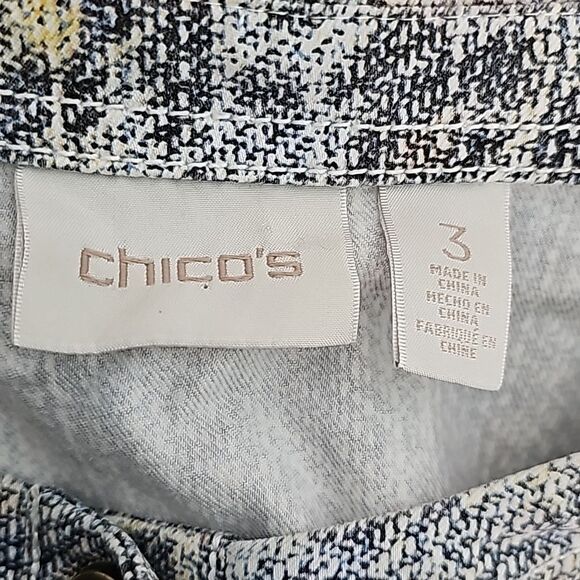 chico's
3
MADE IN
CHINA
HECHO EN
CHINA
FABRIQUE EN
CHINE